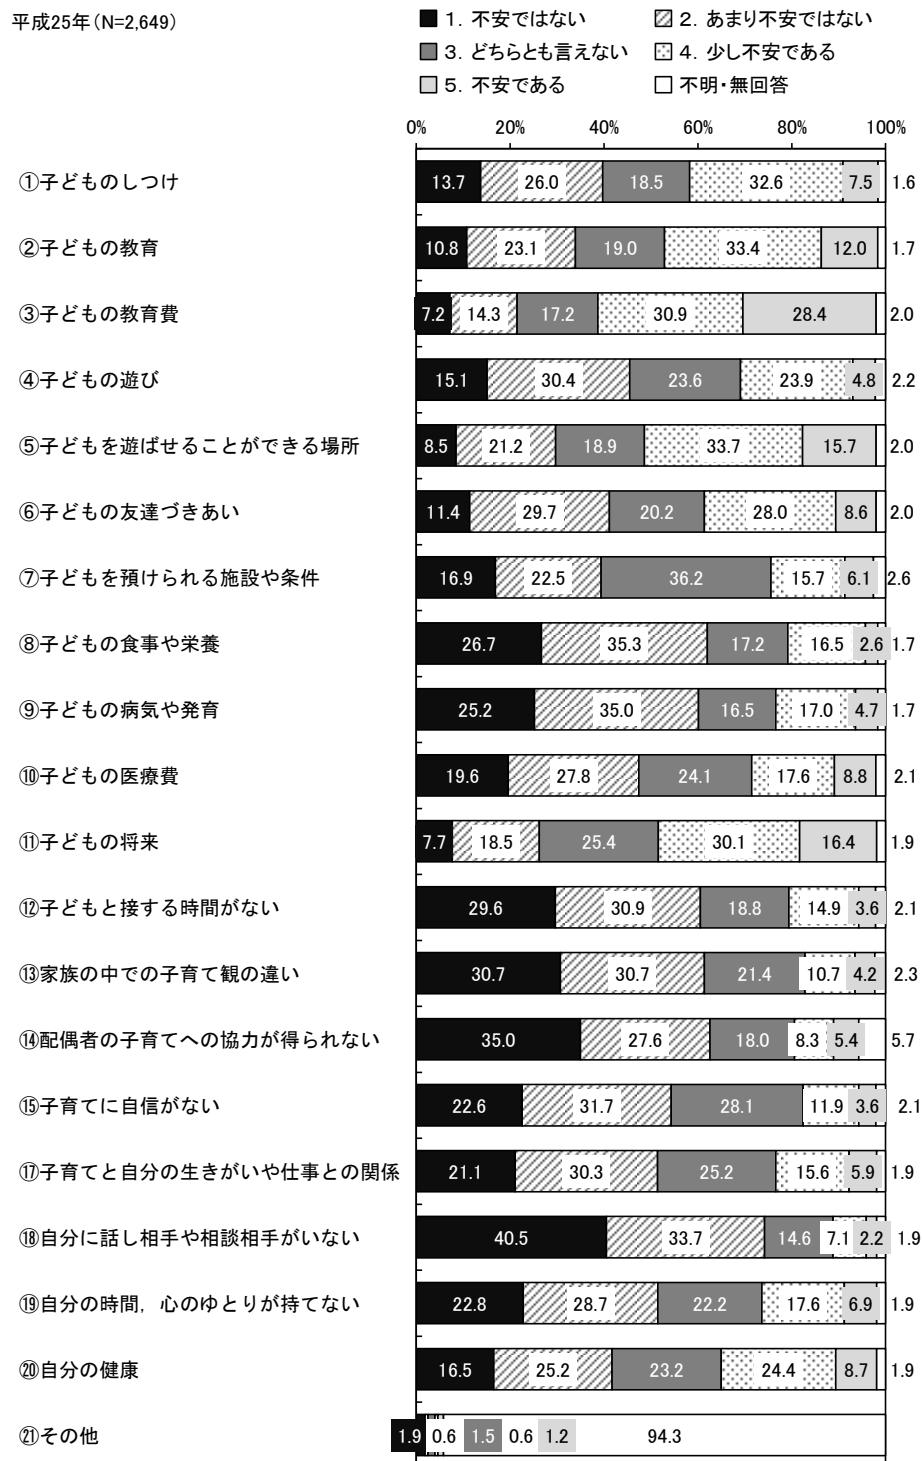 平成25年(N=2,649)
■1. 不安ではない 2. あまり不安ではない
3. どちらとも言えない 4. 少し不安である
5. 不安である □不明・無回答
0% 20% 40% 60% 80% 100%
①子どものしつけ 13.7 26.0 18.5 32.6 7.5 1.6
②子どもの教育 10.8 23.1 19.0 33.4 12.0 1.7
③子どもの教育費 7.2 14.3 17.2 30.9 28.4 2.0
④子どもの遊び 15.1 30.4 23.6 23.9 4.8 2.2
⑤子どもを遊ばせることができる場所 8.5 21.2 18.9 33.7 15.7 2.0
⑥子どもの友達づきあい 11.4 29.7 20.2 28.0 8.6 2.0
⑦子どもを預けられる施設や条件 16.9 22.5 36.2 15.7 6.1 2.6
⑧子どもの食事や栄養 26.7 35.3 17.2 16.5 2.6 1.7
⑨子どもの病気や発育 25.2 35.0 16.5 17.0 4.7 1.7
⑩子どもの医療費 19.6 27.8 24.1 17.6 8.8 2.1
⑪子どもの将来 7.7 18.5 25.4 30.1 16.4 1.9
⑫子どもと接する時間がない 29.6 30.9 18.8 14.9 3.6 2.1
⑬家族の中での子育て観の違い 30.7 30.7 21.4 10.7 4.2 2.3
⑭配偶者の子育てへの協力が得られない 35.0 27.6 18.0 8.3 5.4 5.7
⑮子育てに自信がない 22.6 31.7 28.1 11.9 3.6 2.1
⑰子育てと自分の生きがいや仕事との関係 21.1 30.3 25.2 15.6 5.9 1.9
⑱自分に話し相手や相談相手がいない 40.5 33.7 14.6 7.1 2.2 1.9
⑲自分の時間，心のゆとりが持てない 22.8 28.7 22.2 17.6 6.9 1.9
⑳自分の健康 16.5 25.2 23.2 24.4 8.7 1.9
㉑その他 1.9 0.6 1.5 0.6 1.2 94.3